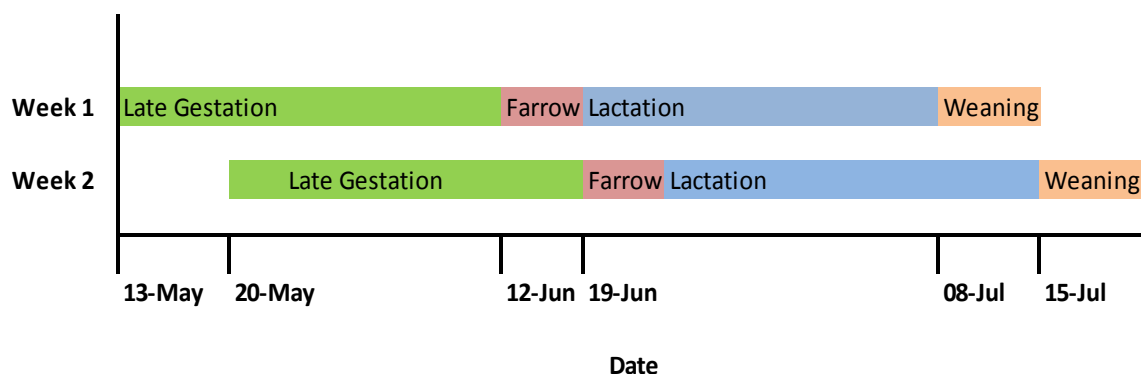 Week 1 Late Gestation Farrow Lactation Weaning
Week 2 Late Gestation Farrow Lactation Weaning
13-May 20-May 12-Jun 19-Jun 08-Jul 15-Jul
Date